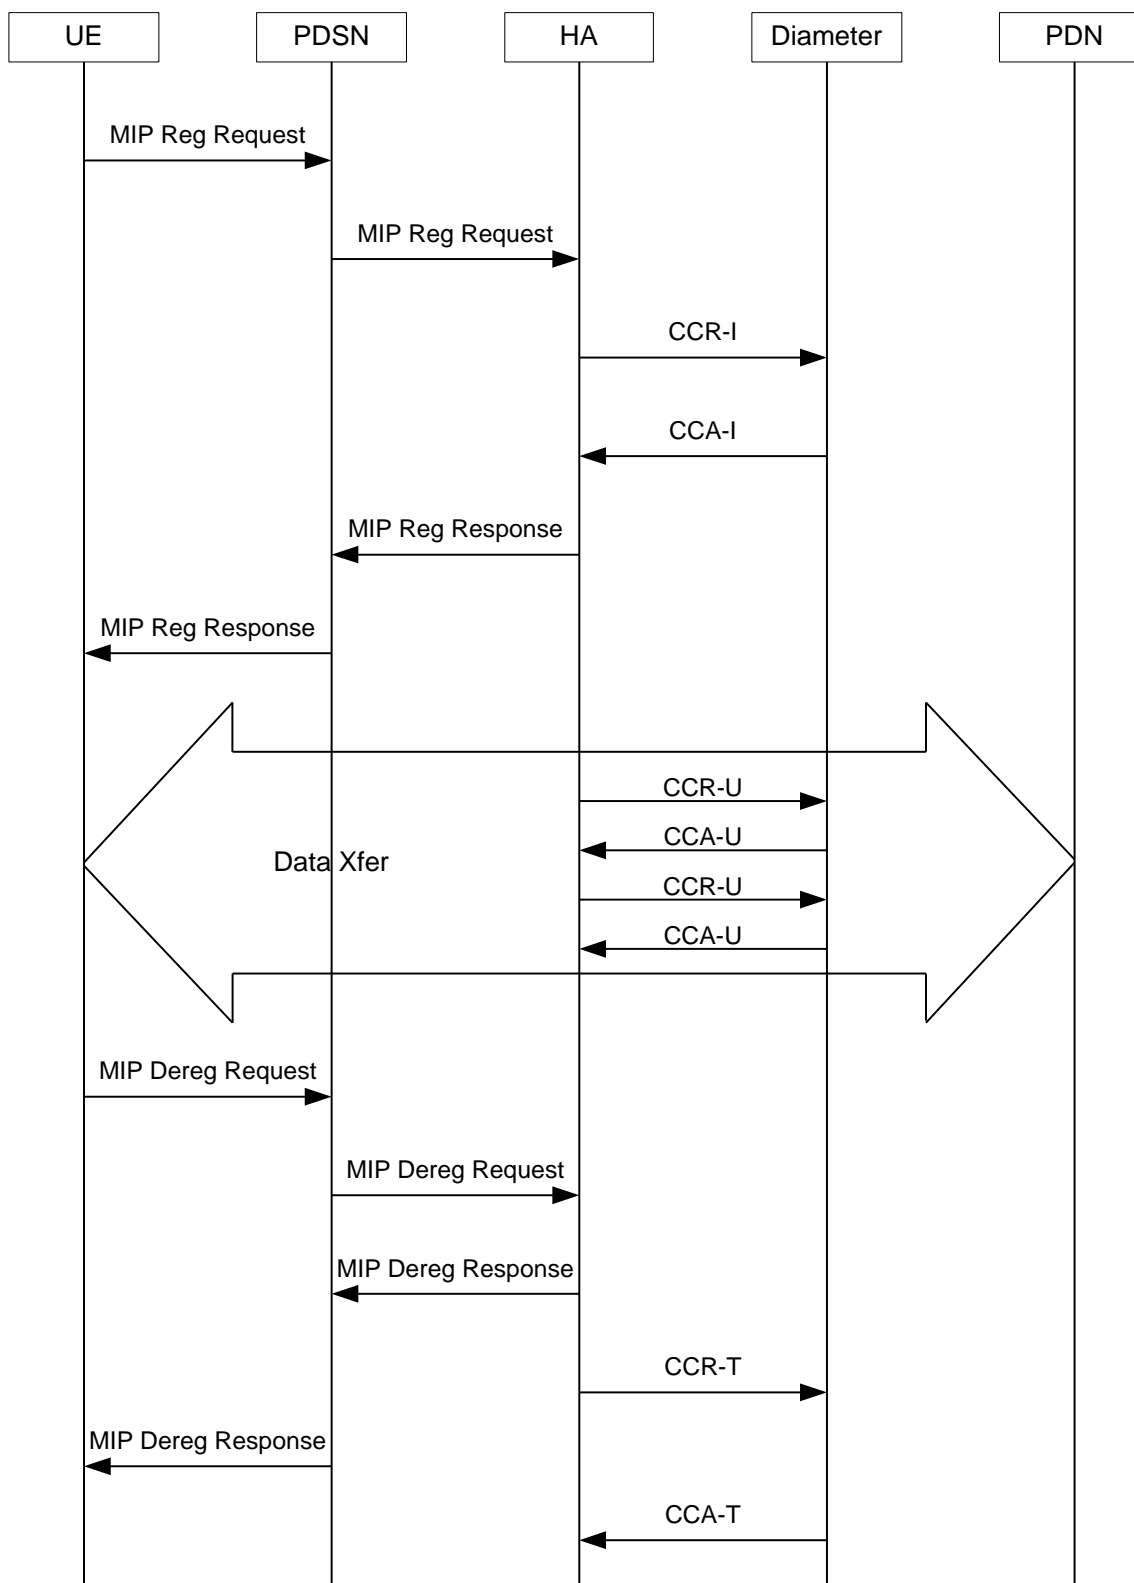 UE
PDSN
HA
Diameter
PDN
MIP Reg Request
MIP Reg Request
CCR-I
CCA-I
MIP Reg Response
MIP Reg Response
CCR-U
CCA-U
Data Xfer
CCR-U
CCA-U
MIP Dereg Request
MIP Dereg Request
MIP Dereg Response
CCR-T
MIP Dereg Response
CCA-T